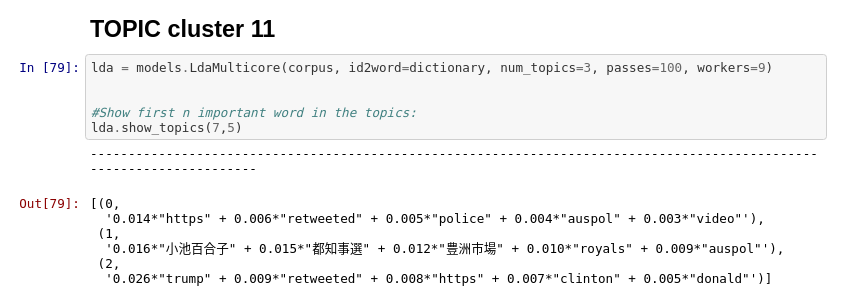 TOPIC cluster 11
In [79]: lda = models.LdaMulticore(corpus, id2word=dictionary, num_topics=3, passes=100, workers=9)
#Show first n important word in the topics:
lda.show_topics(7,5)
------------------------------------------------------------------------------------------------
----------------------
Out[79]: [(0,
'0.014*"https" + 0.006*"retweeted" + 0.005*"police" + 0.004*"auspol" + 0.003*"video"'),
(1,
'0.016*"小池百合子" + 0.015*"都知事選" + 0.012*"豊洲市場" + 0.010*"royals" + 0.009*"auspol"'),
(2,
'0.026*"trump" + 0.009*"retweeted" + 0.008*"https" + 0.007*"clinton" + 0.005*"donald"')]